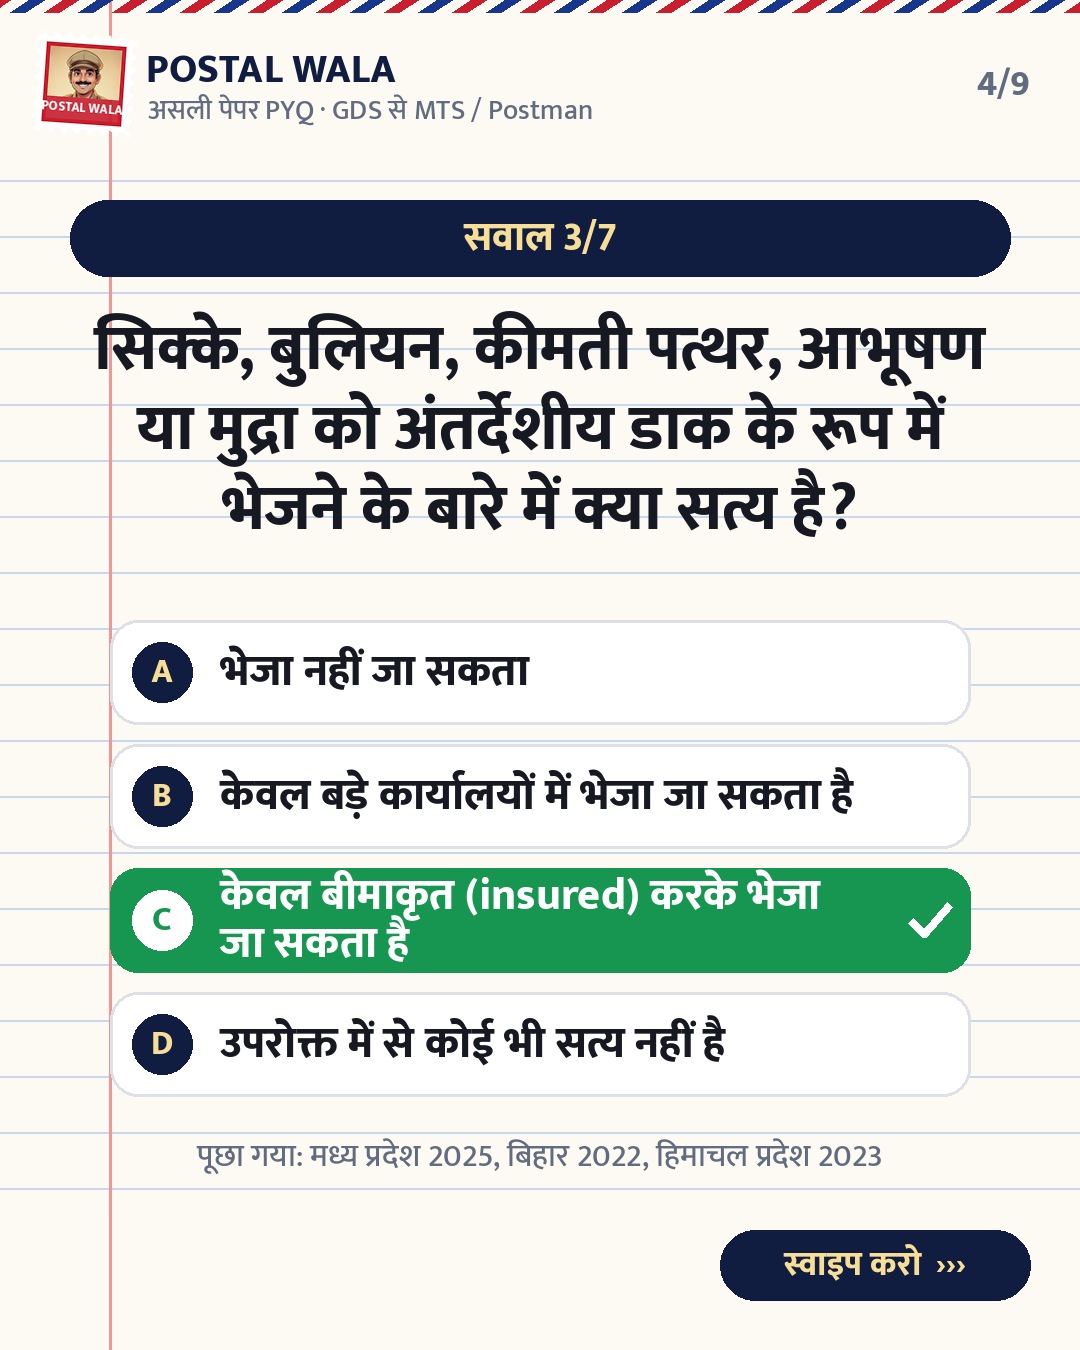 POSTAL WALA
POSTAL WALA
असली पेपर PYQ · GDS से MTS / Postman
4/9
सवाल 3/7
सिक्के, बुलियन, कीमती पत्थर, आभूषण
या मुद्रा को अंतर्देशीय डाक के रूप में
भेजने के बारे में क्या सत्य है?
A भेजा नहीं जा सकता
B केवल बड़े कार्यालयों में भेजा जा सकता है
C केवल बीमाकृत (insured) करके भेजा
जा सकता है
D उपरोक्त में से कोई भी सत्य नहीं है
पूछा गया: मध्य प्रदेश 2025, बिहार 2022, हिमाचल प्रदेश 2023
स्वाइप करो ›››